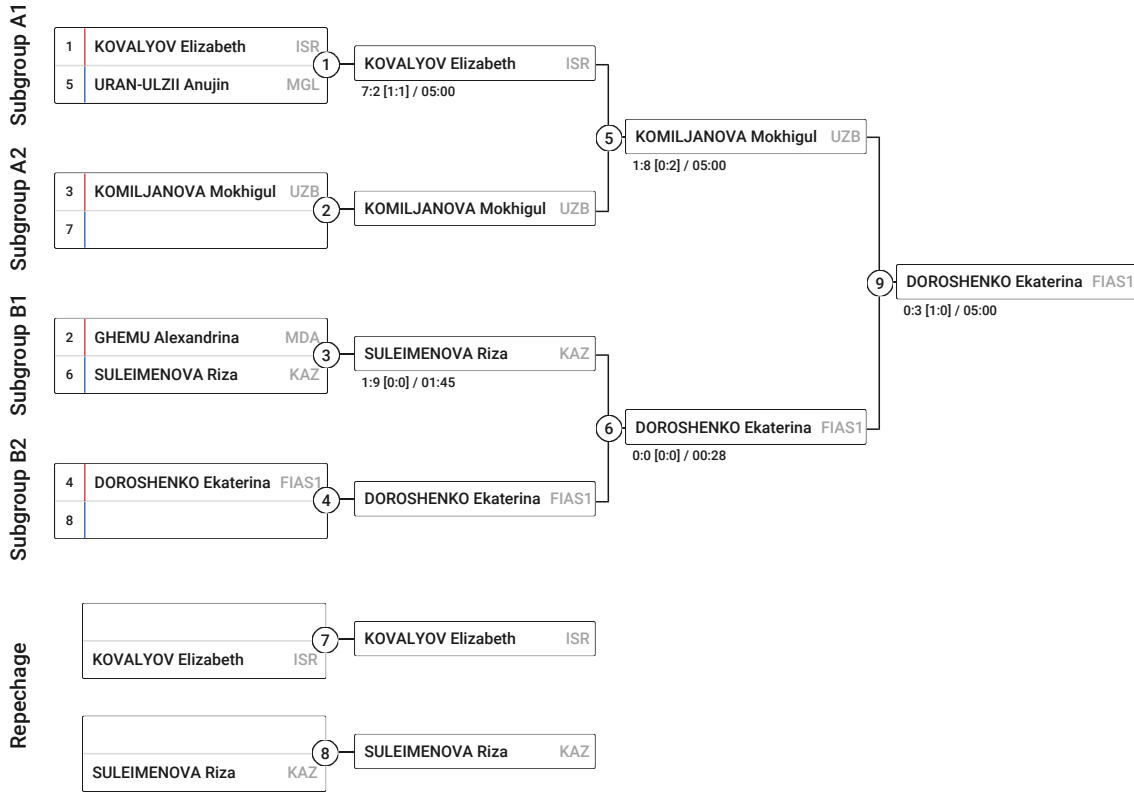 Subgroup A1
1 KOVALYOV Elizabeth ISR
5 URAN-ULZII Anujin MGL
1
KOVALYOV Elizabeth ISR
7:2 [1:1] / 05:00
Subgroup A2
3 KOMILJANOVA Mokhigul UZB
7
2
KOMILJANOVA Mokhigul UZB
5
KOMILJANOVA Mokhigul UZB
1:8 [0:2] / 05:00
Subgroup B1
2 GHEMU Alexandrina MDA
6 SULEIMENOVA Riza KAZ
3
SULEIMENOVA Riza KAZ
1:9 [0:0] / 01:45
Subgroup B2
4 DOROSHENKO Ekaterina FIAS1
8
4
DOROSHENKO Ekaterina FIAS1
6
DOROSHENKO Ekaterina FIAS1
0:0 [0:0] / 00:28
9
DOROSHENKO Ekaterina FIAS1
0:3 [1:0] / 05:00
Repechage
KOVALYOV Elizabeth ISR
7
KOVALYOV Elizabeth ISR
SULEIMENOVA Riza KAZ
8
SULEIMENOVA Riza KAZ